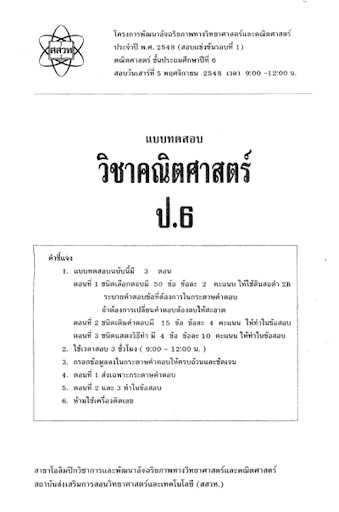 สสวท
โครงการพัฒนาอัจฉริยภาพทางวิทยาศาสตร์และคณิตศาสตร์
ประจำปี พ.ศ. 2548 (สอบแข่งขันรอบที่ 1)
คณิตศาสตร์ ชั้นประถมศึกษาปีที่ 6
สอบวันเสาร์ที่ 5 พฤศจิกายน 2548 เวลา 9:00 -12:00 น.
แบบทดสอบ
วิชาคณิตศาสตร์
ป.6
คำชี้แจง
1. แบบทดสอบฉบับนี้มี 3 ตอน
ตอนที่ 1 ชนิดเลือกตอบมี 50 ข้อ ข้อละ 2 คะแนน ให้ใช้ดินสอดำ 2B
ระบายคำตอบข้อที่ต้องการในกระดาษคำตอบ
ถ้าต้องการเปลี่ยนคำตอบต้องลบให้สะอาด
ตอนที่ 2 ชนิดเติมคำตอบมี 15 ข้อ ข้อละ 4 คะแนน ให้ทำในข้อสอบ
ตอนที่ 3 ชนิดแสดงวิธีทำ มี 4 ข้อ ข้อละ 10 คะแนน ให้ทำในข้อสอบ
2. ใช้เวลาสอบ 3 ชั่วโมง ( 9:00 - 12:00 น. )
3. กรอกข้อมูลลงในกระดาษคำตอบให้ครบถ้วนและชัดเจน
4. ตอนที่ 1 ส่งเฉพาะกระดาษคำตอบ
5. ตอนที่ 2 และ 3 ทำในข้อสอบ
6. ห้ามใช้เครื่องคิดเลข
สาขาโอลิมปิกวิชาการและพัฒนาอัจฉริยภาพทางวิทยาศาสตร์และคณิตศาสตร์
สถาบันส่งเสริมการสอนวิทยาศาสตร์และเทคโนโลยี (สสวท.)